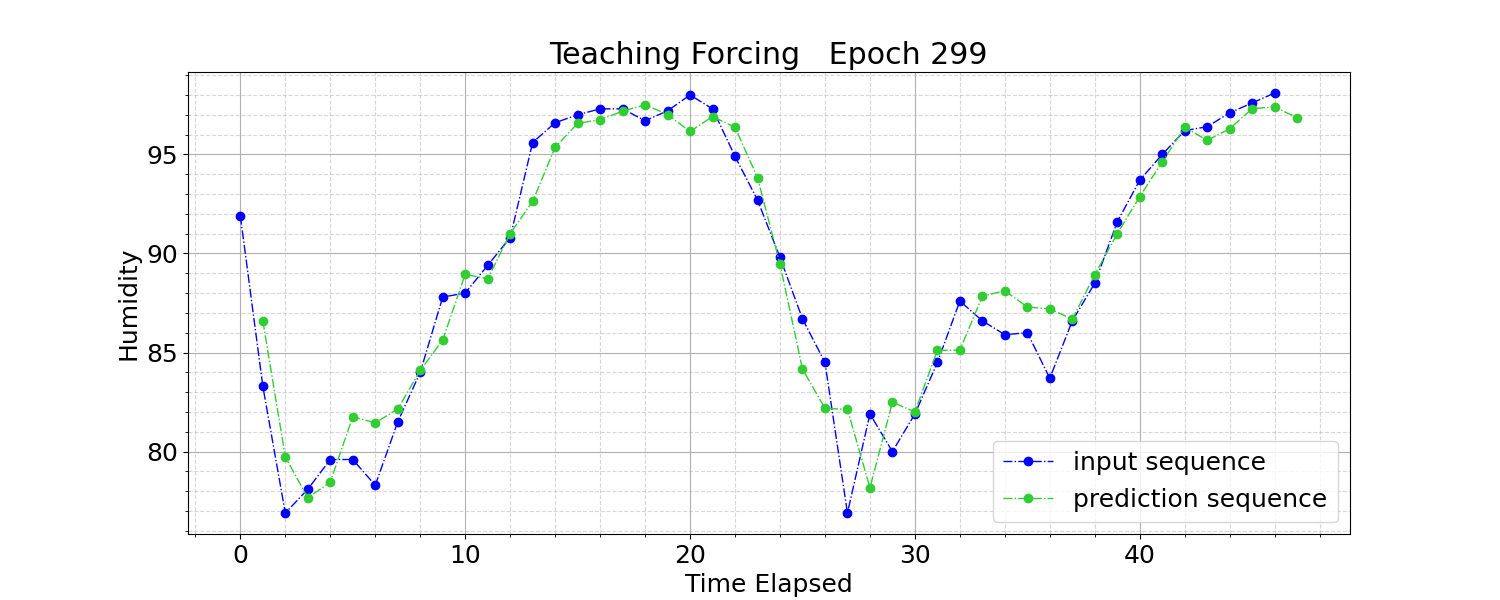 Teaching Forcing   Epoch 299
Humidity
95
90
85
80
0
10
20
30
40
Time Elapsed
input sequence
prediction sequence